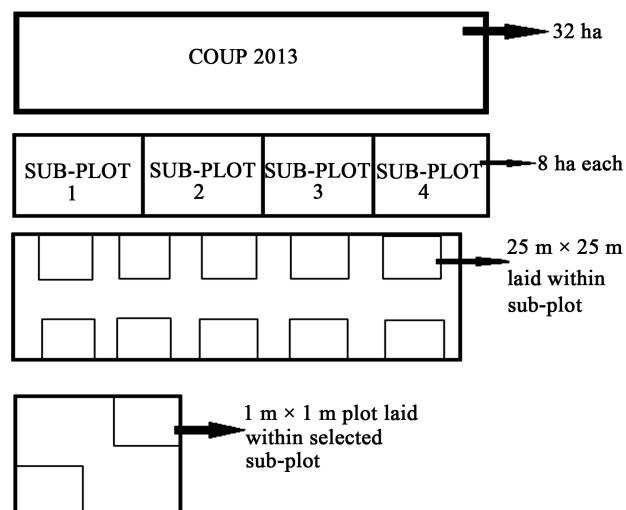 COUP 2013
32 ha
SUB-PLOT
1
SUB-PLOT
2
SUB-PLOT
3
SUB-PLOT
4
8 ha each
25 m × 25 m
laid within
sub-plot
1 m × 1 m plot laid
within selected
sub-plot